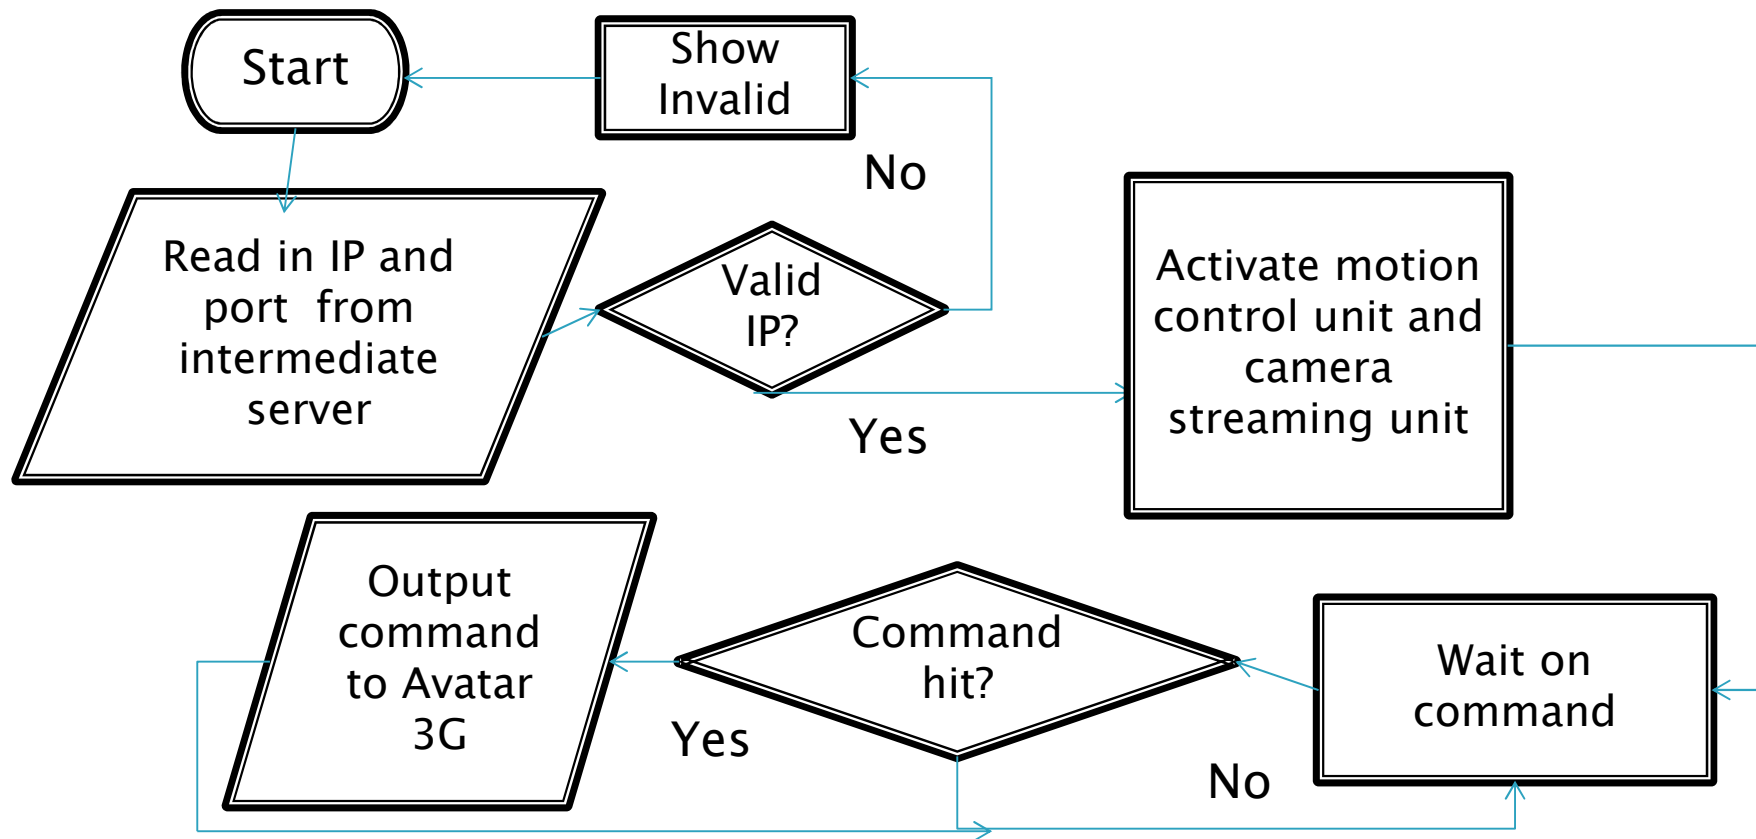 Start
Show
Invalid
No
Read in IP and
port  from
intermediate
server
Valid
IP?
Yes
Activate motion
control unit and
camera
streaming unit
Output
command
to Avatar
3G
Yes
Command
hit?
No
Wait on
command